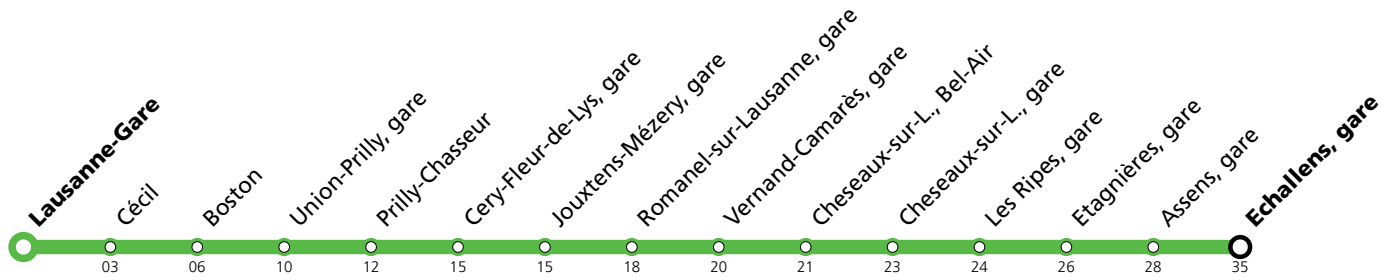 Lausanne-Gare
Cécil
Boston
Union-Prilly, gare
Prilly-Chasseur
Cery-Fleur-de-Lys, gare
Jouxtens-Mézery, gare
Romanel-sur-Lausanne, gare
Vernand-Camarès, gare
Cheseaux-sur-L., Bel-Air
Cheseaux-sur-L., gare
Les Ripes, gare
Etagnières, gare
Assens, gare
Echallens, gare
03 06 10 12 15 15 18 20 21 23 24 26 28 35